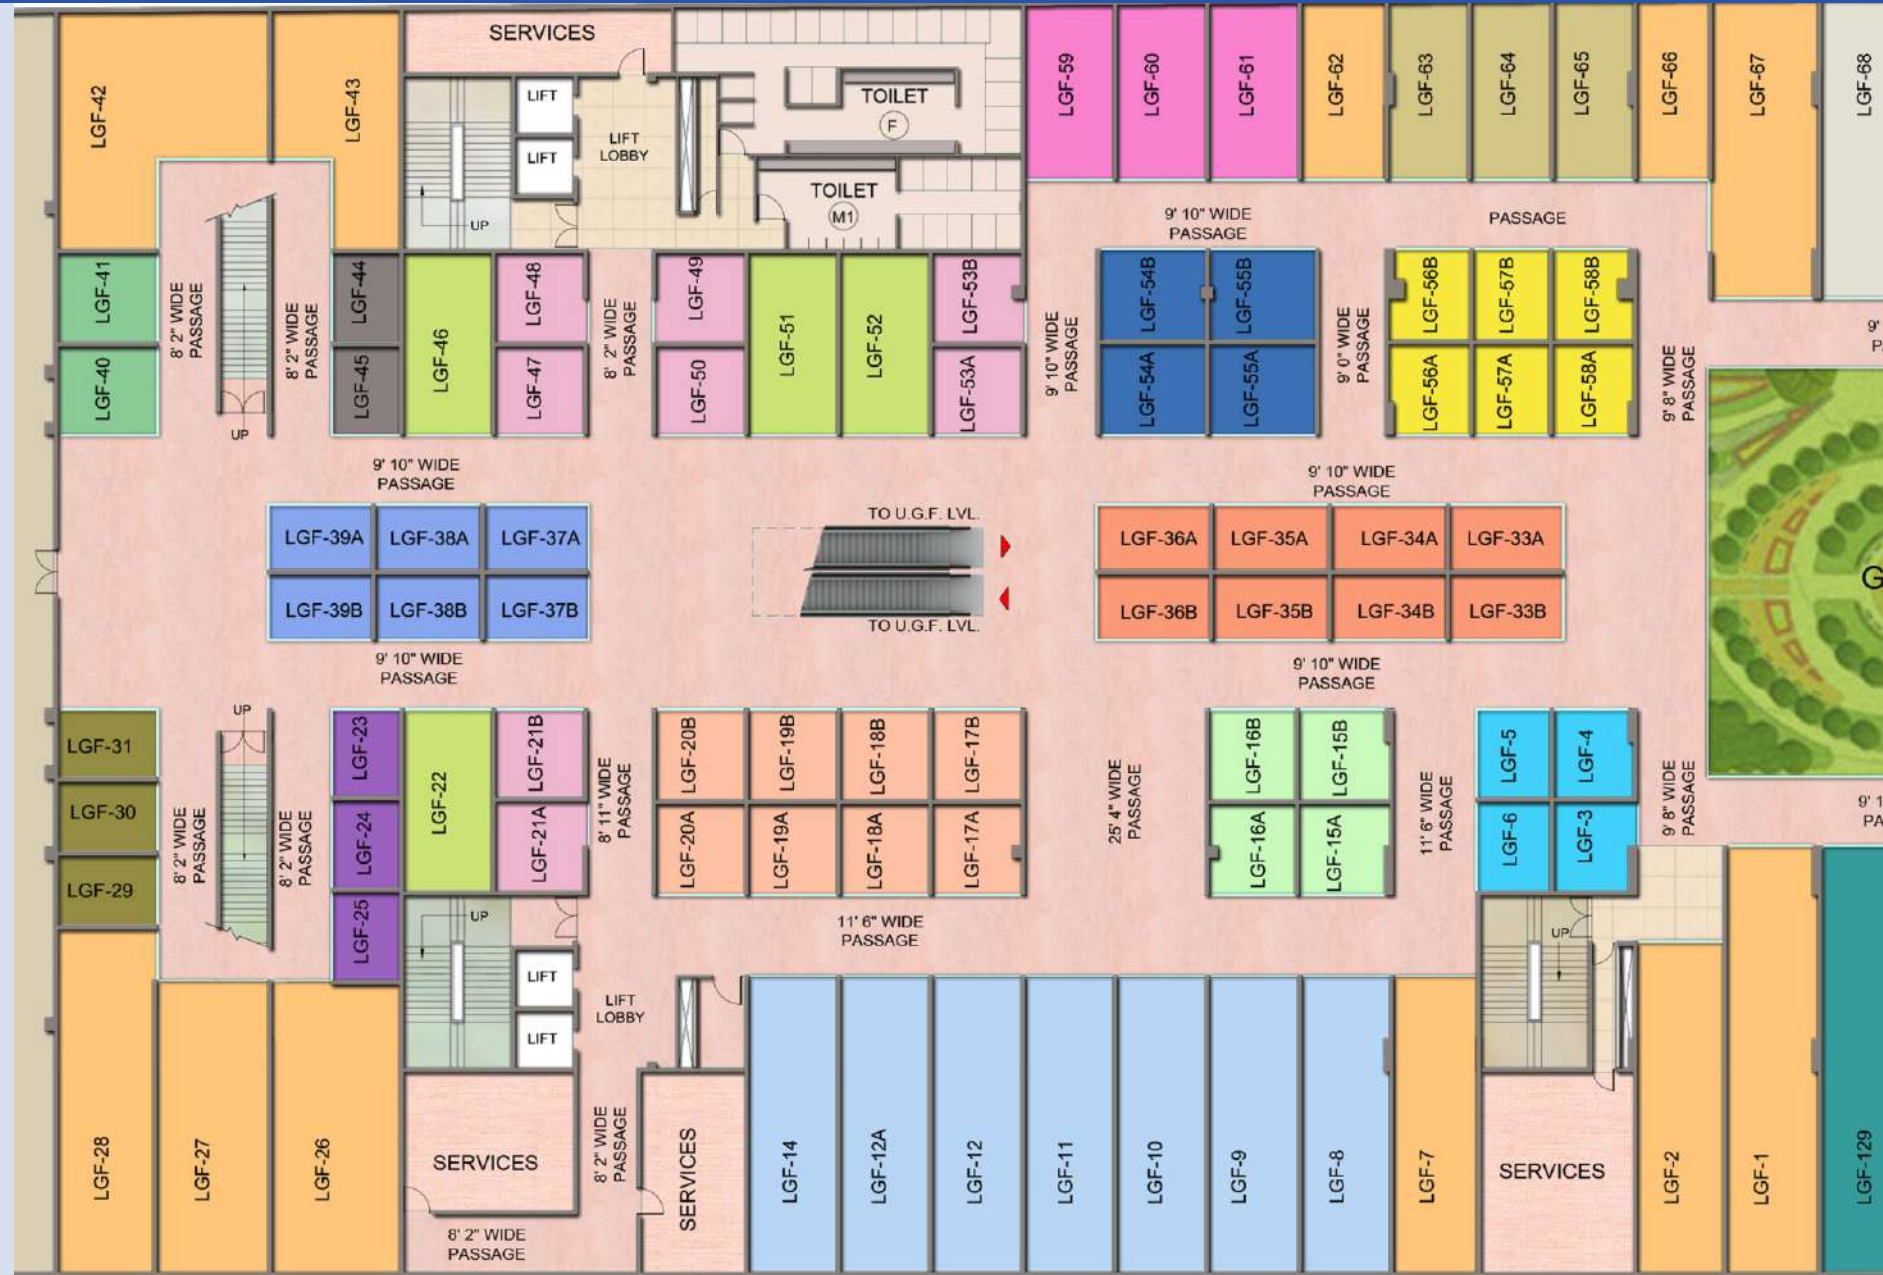 SERVICES
LGF-42
LGF-43
LIFT
LIFT
LIFT
LOBBY
TOILET
F
TOILET
M1
UP
LGF-59
LGF-60
LGF-61
LGF-62
LGF-63
LGF-64
LGF-65
LGF-66
LGF-67
LGF-68
9' 10" WIDE
PASSAGE
PASSAGE
LGF-41
LGF-40
8' 2" WIDE
PASSAGE
UP
8' 2" WIDE
PASSAGE
LGF-44
LGF-45
LGF-46
LGF-48
LGF-47
8' 2" WIDE
PASSAGE
LGF-49
LGF-50
LGF-51
LGF-52
LGF-53B
LGF-53A
9' 10" WIDE
PASSAGE
LGF-54B
LGF-55B
LGF-54A
LGF-55A
9' 0" WIDE
PASSAGE
LGF-56B
LGF-57B
LGF-58B
LGF-56A
LGF-57A
LGF-58A
9' 8" WIDE
PASSAGE
9'
P
9' 10" WIDE
PASSAGE
9' 10" WIDE
PASSAGE
LGF-39A
LGF-38A
LGF-37A
LGF-39B
LGF-38B
LGF-37B
TO U.G.F. LVL.
TO U.G.F. LVL.
LGF-36A
LGF-35A
LGF-34A
LGF-33A
LGF-36B
LGF-35B
LGF-34B
LGF-33B
G
9' 10" WIDE
PASSAGE
9' 10" WIDE
PASSAGE
LGF-31
LGF-30
LGF-29
UP
8' 2" WIDE
PASSAGE
8' 2" WIDE
PASSAGE
LGF-23
LGF-24
LGF-25
LGF-22
LGF-21B
LGF-21A
8' 11" WIDE
PASSAGE
LGF-20B
LGF-19B
LGF-18B
LGF-17B
LGF-20A
LGF-19A
LGF-18A
LGF-17A
25' 4" WIDE
PASSAGE
LGF-16B
LGF-15B
LGF-16A
LGF-15A
11' 6" WIDE
PASSAGE
LGF-5
LGF-4
LGF-6
LGF-3
9' 8" WIDE
PASSAGE
9' 1
PA
11' 6" WIDE
PASSAGE
UP
LIFT
LIFT
LIFT
LOBBY
UP
LGF-28
LGF-27
LGF-26
SERVICES
8' 2" WIDE
PASSAGE
8' 2" WIDE
PASSAGE
SERVICES
LGF-14
LGF-12A
LGF-12
LGF-11
LGF-10
LGF-9
LGF-8
LGF-7
SERVICES
LGF-2
LGF-1
LGF-129